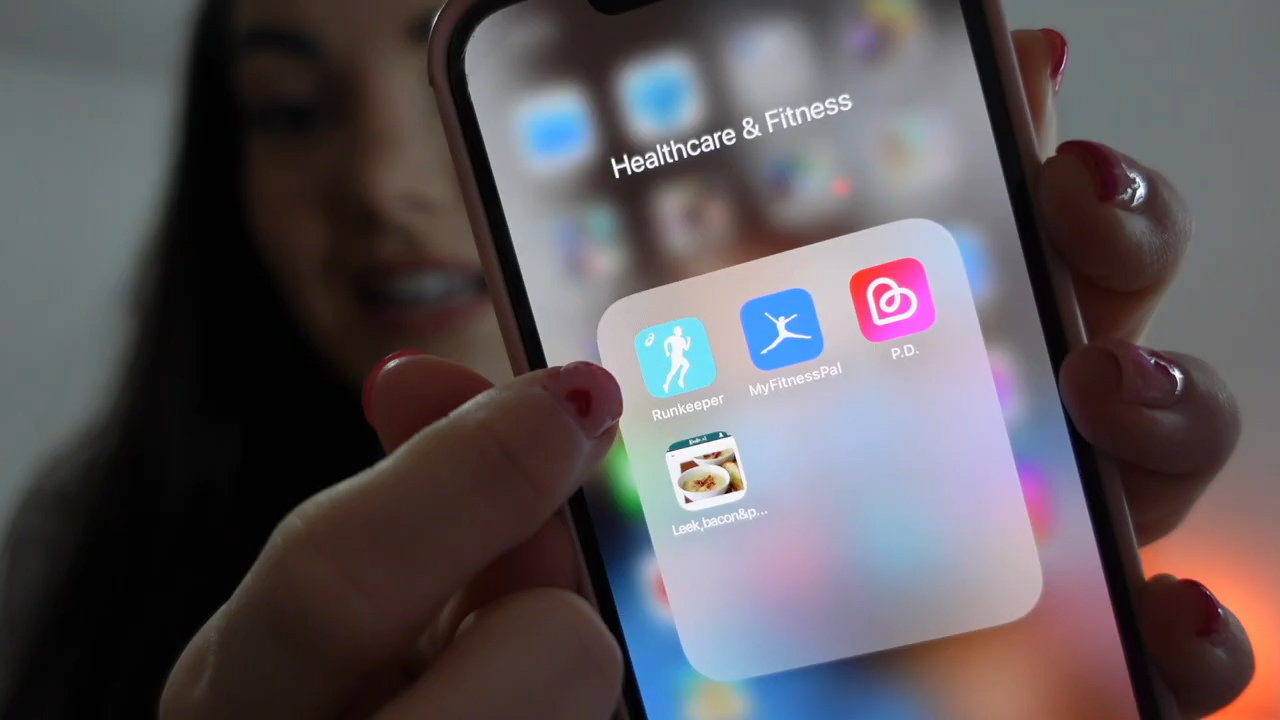 Healthcare & Fitness
Runkeeper
MyFitnessPal
P.D.
Leek,bacon&p...